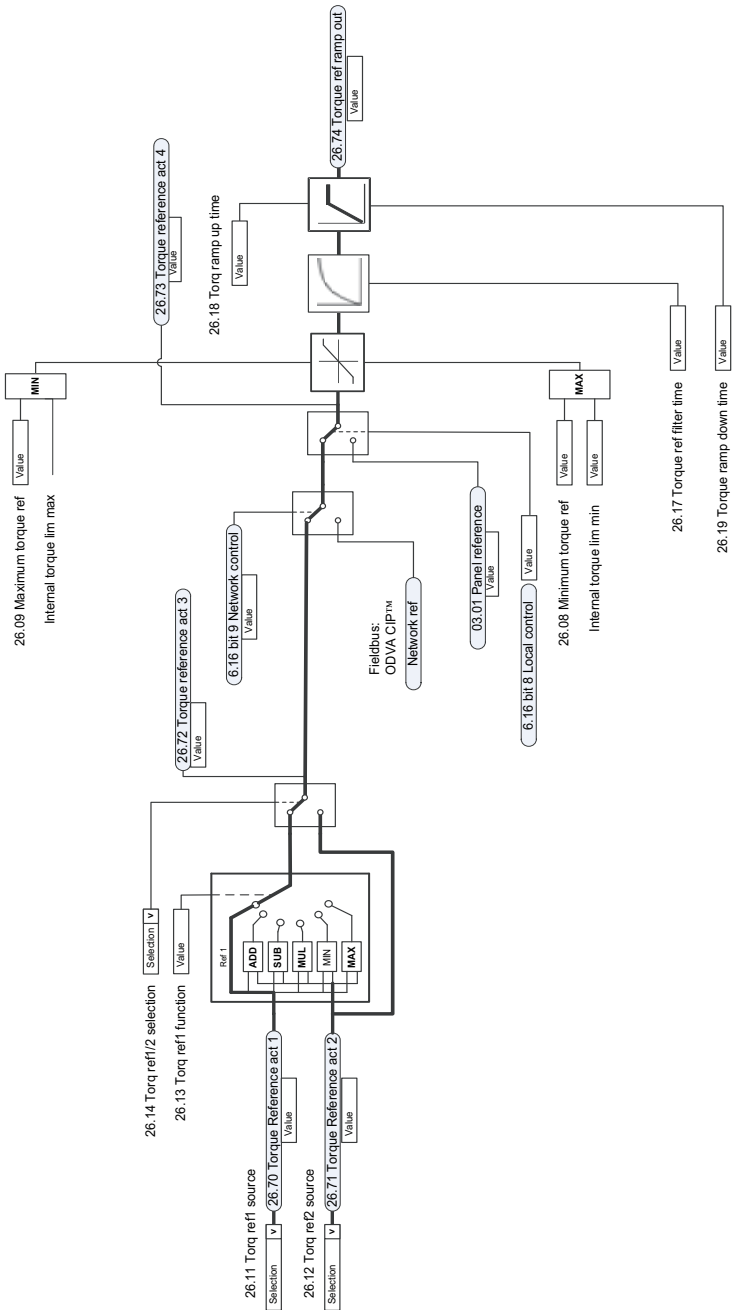 26.11 Torq ref1 source
Selection v
26.70 Torque Reference act 1
Value
26.12 Torq ref2 source
Selection v
26.71 Torque Reference act 2
Value
26.14 Torq ref1/2 selection
Selection v
26.13 Torq ref1 function
Value
Ref 1
ADD
SUB
MUL
MIN
MAX
26.72 Torque reference act 3
Value
6.16 bit 9 Network control
Value
Fieldbus:
ODVA CIP™
Network ref
03.01 Panel reference
Value
6.16 bit 8 Local control
Value
26.73 Torque reference act 4
Value
26.09 Maximum torque ref
Value
Internal torque lim max
MIN
26.08 Minimum torque ref
Value
Internal torque lim min
Value
MAX
26.18 Torq ramp up time
Value
26.17 Torque ref filter time
Value
26.19 Torque ramp down time
Value
26.74 Torque ref ramp out
Value